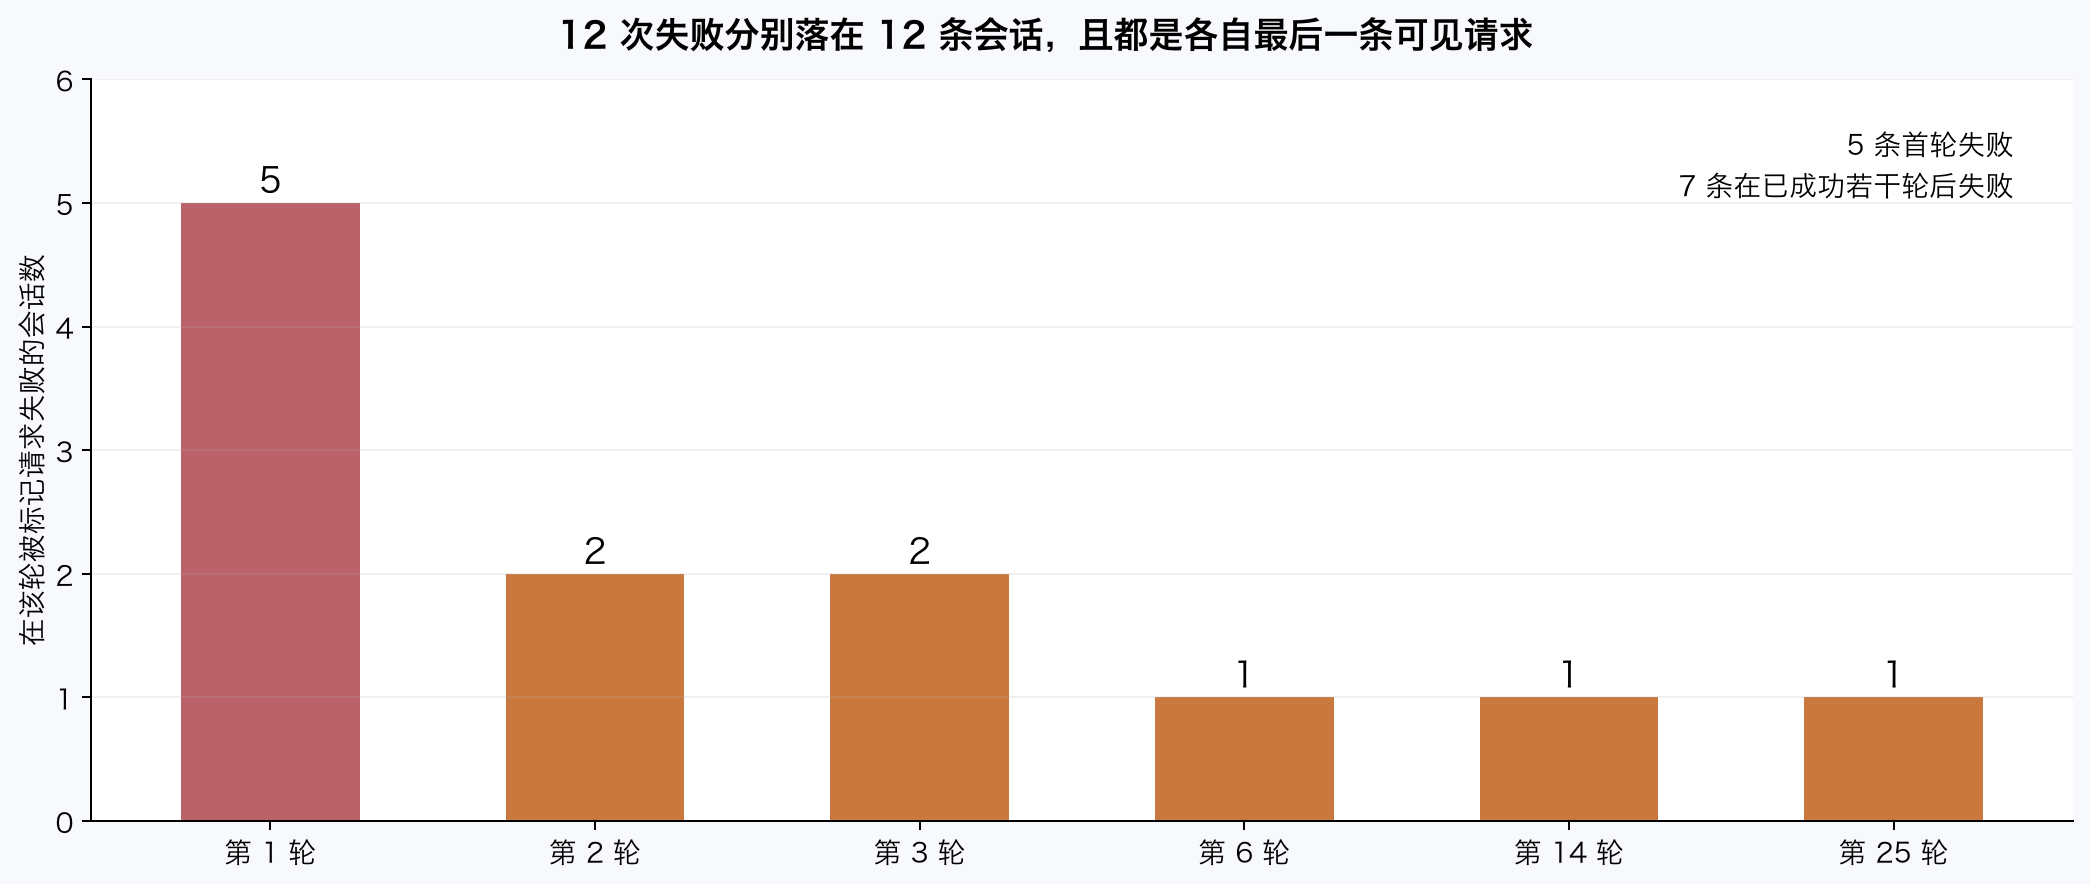 12 次失败分别落在 12 条会话，且都是各自最后一条可见请求
在该轮被标记请求失败的会话数
6
5
4
3
2
1
0
5 条首轮失败
7 条在已成功若干轮后失败
5
2
2
1
1
1
第 1 轮
第 2 轮
第 3 轮
第 6 轮
第 14 轮
第 25 轮